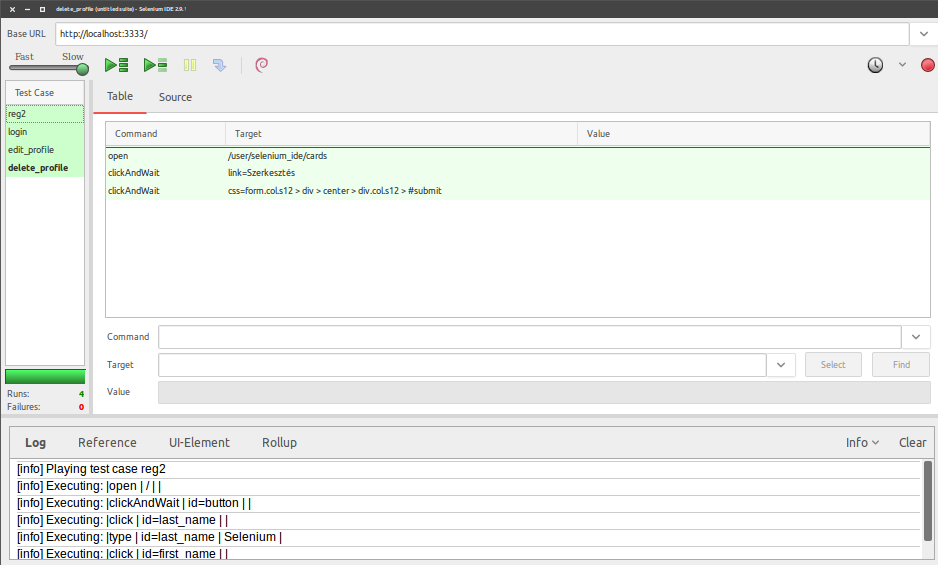 delete_profile (untitled suite) - Selenium IDE 2.9.1
Base URL http://localhost:3333/
Fast Slow
Test Case
reg2
login
edit_profile
delete_profile
Runs: 4
Failures: 0
Table Source
Command Target Value
open /user/selenium_ide/cards
clickAndWait link=Szerkesztés
clickAndWait css=form.col.s12 > div > center > div.col.s12 > #submit
Command
Target Select Find
Value
Log Reference UI-Element Rollup Info Clear
[info] Playing test case reg2
[info] Executing: |open | / | |
[info] Executing: |clickAndWait | id=button | |
[info] Executing: |click | id=last_name | |
[info] Executing: |type | id=last_name | Selenium |
[info] Executing: |click | id=first_name | |